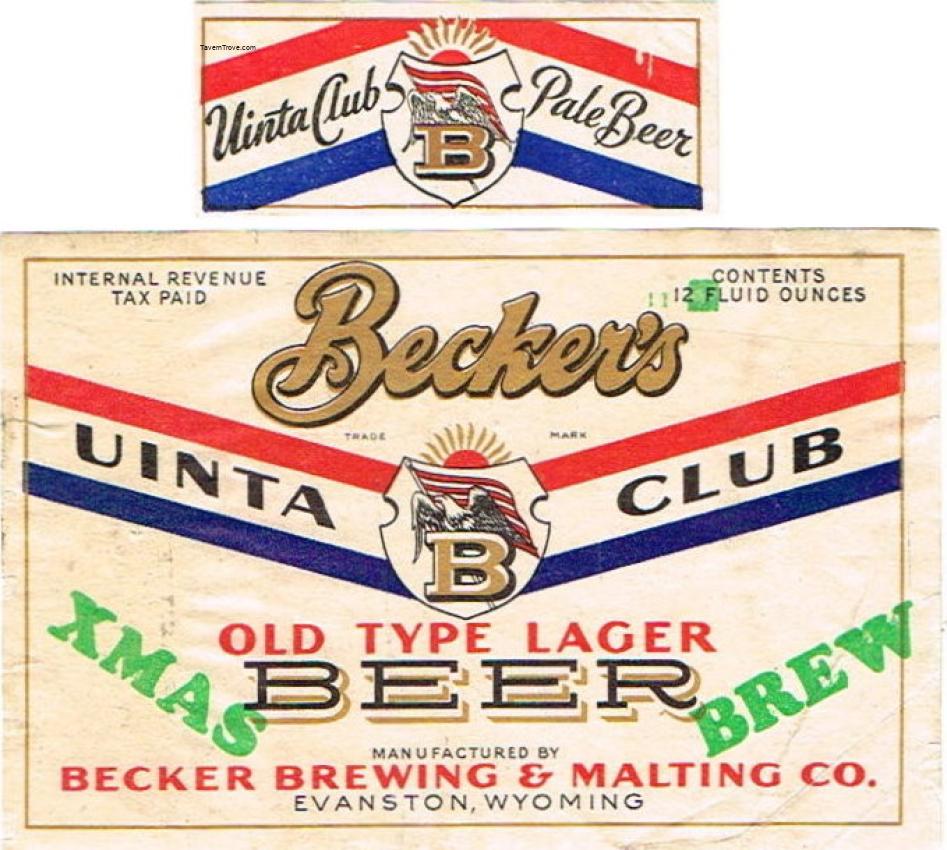 TavernTrove.com
Uinta Club
Pale Beer
B
INTERNAL REVENUE
TAX PAID
Becker's
CONTENTS
11 12 FLUID OUNCES
TRADE MARK
UINTA CLUB
B
XMAS BREW
OLD TYPE LAGER
BEER
MANUFACTURED BY
BECKER BREWING & MALTING CO.
EVANSTON, WYOMING